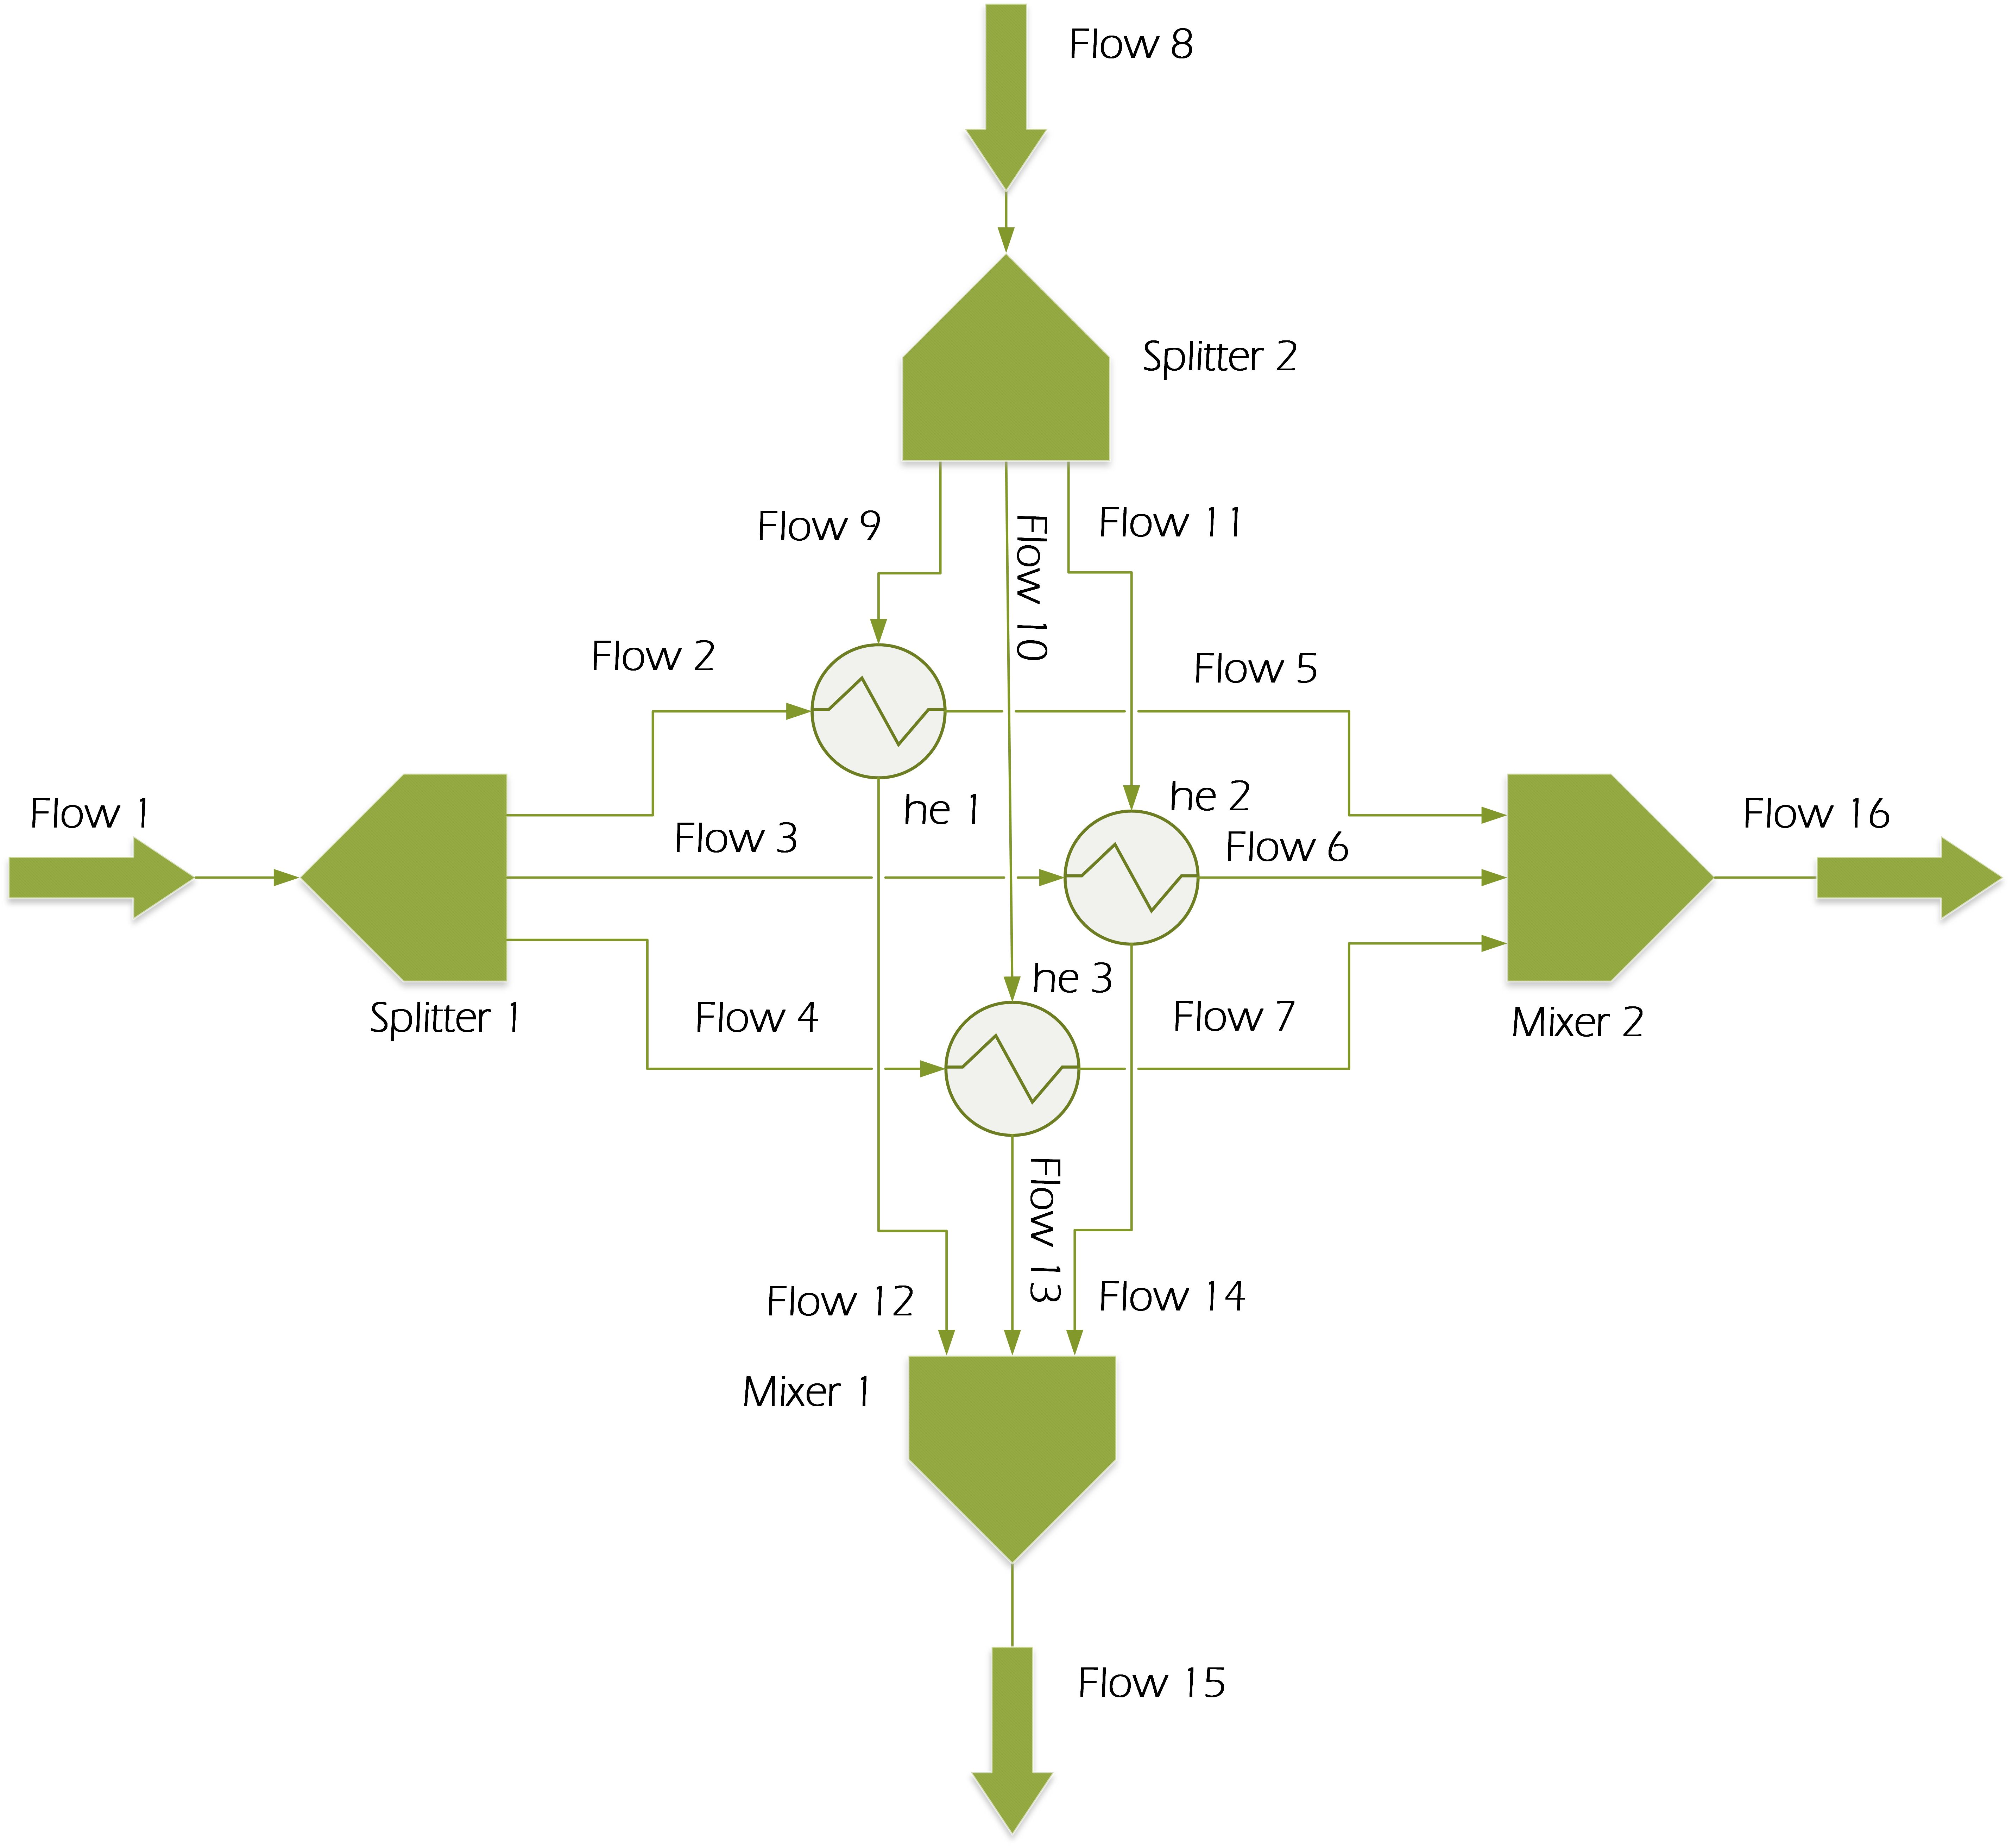 Flow 8
Splitter 2
Flow 9
Flow 10
Flow 11
Flow 2
Flow 5
he 1
he 2
Flow 1
Flow 3
Flow 6
Flow 16
he 3
Splitter 1
Flow 4
Flow 7
Mixer 2
Flow 13
Flow 12
Flow 14
Mixer 1
Flow 15